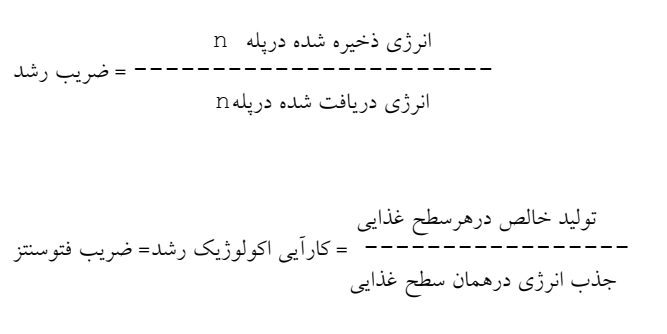 انرژی ذخیره شده درپله n
ضریب رشد = -----------------------
انرژی دریافت شده درپله n
تولید خالص درهرسطح غذایی
ضریب فتوسنتز =کارآیی اکولوژیک رشد = -----------------
جذب انرژی درهمان سطح غذایی